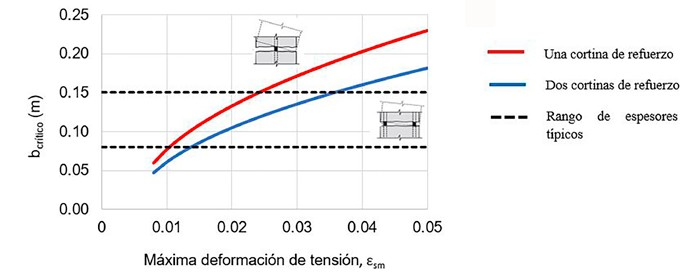 0.25
0.20
0.15
0.10
0.05
0.00
b crítico (m)
0
0.01
0.02
0.03
0.04
0.05
Máxima deformación de tensión, εsm
Una cortina de refuerzo
Dos cortinas de refuerzo
Rango de espesores
típicos